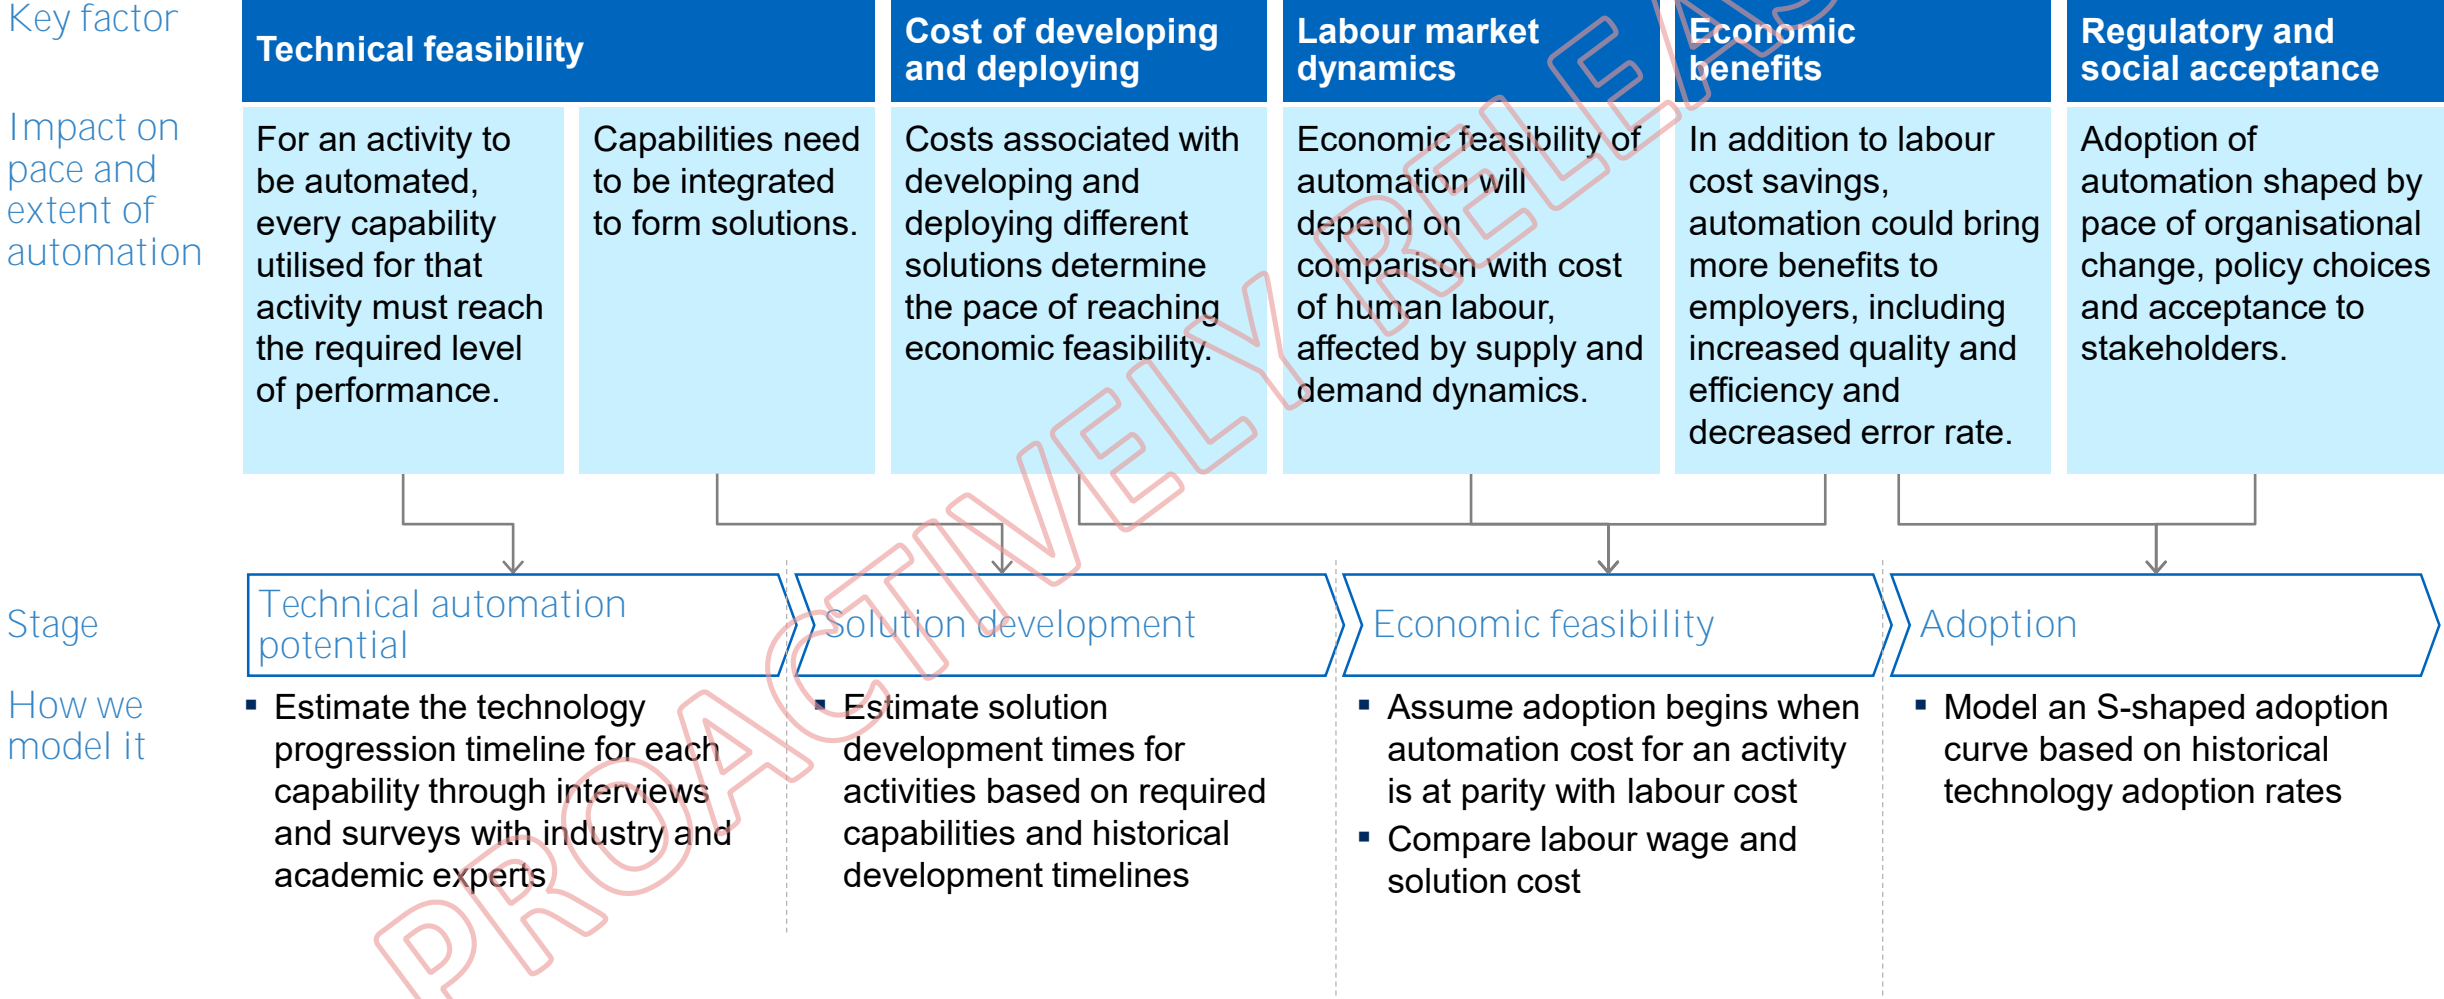 Key factor
Technical feasibility
Cost of developing
and deploying
Labour market
dynamics
Economic
benefits
Regulatory and
social acceptance
Impact on
pace and
extent of
automation
For an activity to
be automated,
every capability
utilised for that
activity must reach
the required level
of performance.
Capabilities need
to be integrated
to form solutions.
Costs associated with
developing and
deploying different
solutions determine
the pace of reaching
economic feasibility.
Economic feasibility of
automation will
depend on
comparison with cost
of human labour,
affected by supply and
demand dynamics.
In addition to labour
cost savings,
automation could bring
more benefits to
employers, including
increased quality and
efficiency and
decreased error rate.
Adoption of
automation shaped by
pace of organisational
change, policy choices
and acceptance to
stakeholders.
Stage
Technical automation
potential
Solution development
Economic feasibility
Adoption
How we
model it
▪ Estimate the technology
progression timeline for each
capability through interviews
and surveys with industry and
academic experts
▪ Estimate solution
development times for
activities based on required
capabilities and historical
development timelines
▪ Assume adoption begins when
automation cost for an activity
is at parity with labour cost
▪ Compare labour wage and
solution cost
▪ Model an S-shaped adoption
curve based on historical
technology adoption rates
PROACTIVELY RELEAS